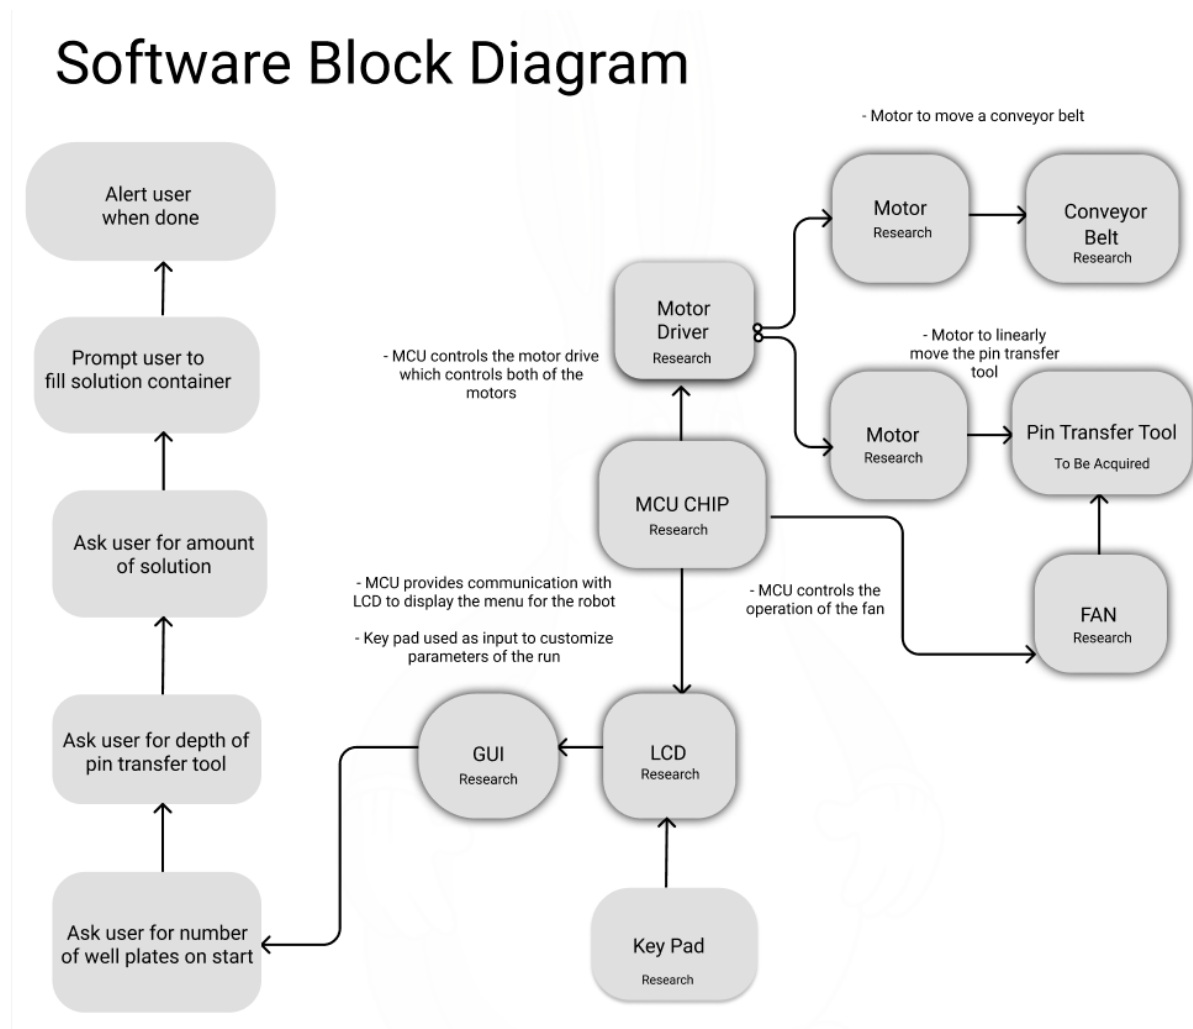 Software Block Diagram
- Motor to move a conveyor belt
Alert user
when done
Motor
Research
Conveyor
Belt
Research
Motor
Driver
Research
Prompt user to
fill solution container
- MCU controls the motor drive
which controls both of the
motors
- Motor to linearly
move the pin transfer
tool
Motor
Research
Pin Transfer Tool
To Be Acquired
MCU CHIP
Research
Ask user for amount
of solution
- MCU provides communication with
LCD to display the menu for the robot
- Key pad used as input to customize
parameters of the run
- MCU controls the
operation of the fan
FAN
Research
Ask user for depth of
pin transfer tool
GUI
Research
LCD
Research
Ask user for number
of well plates on start
Key Pad
Research